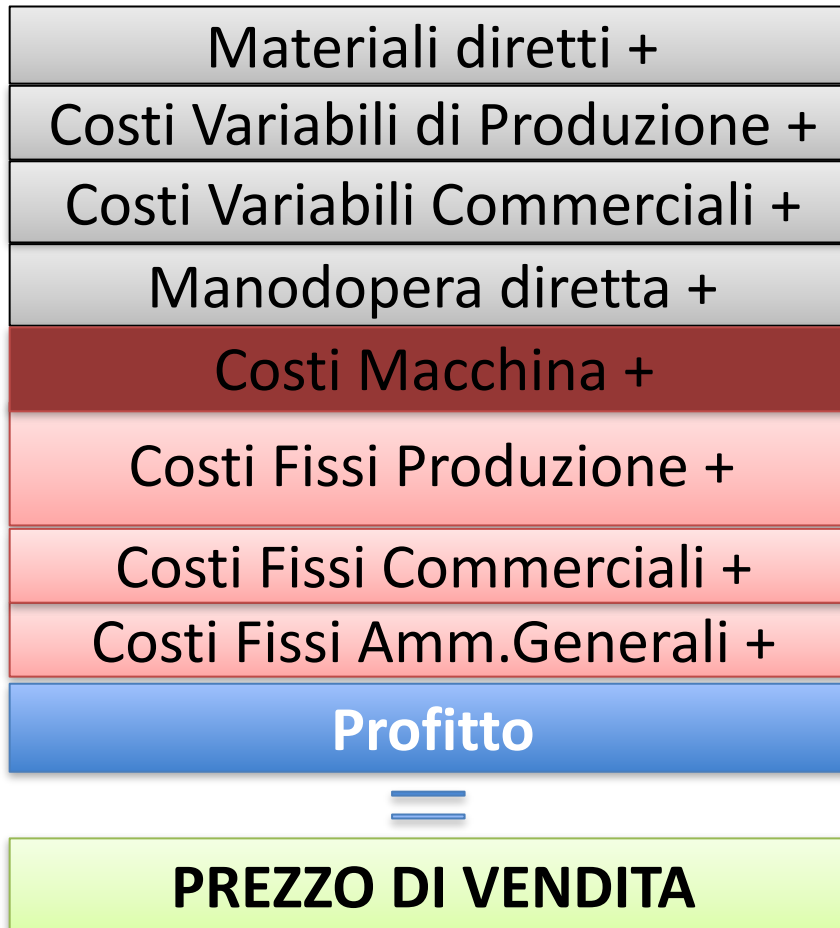 Materiali diretti +
Costi Variabili di Produzione +
Costi Variabili Commerciali +
Manodopera diretta +
Costi Macchina +
Costi Fissi Produzione +
Costi Fissi Commerciali +
Costi Fissi Amm.Generali +
Profitto
=
PREZZO DI VENDITA